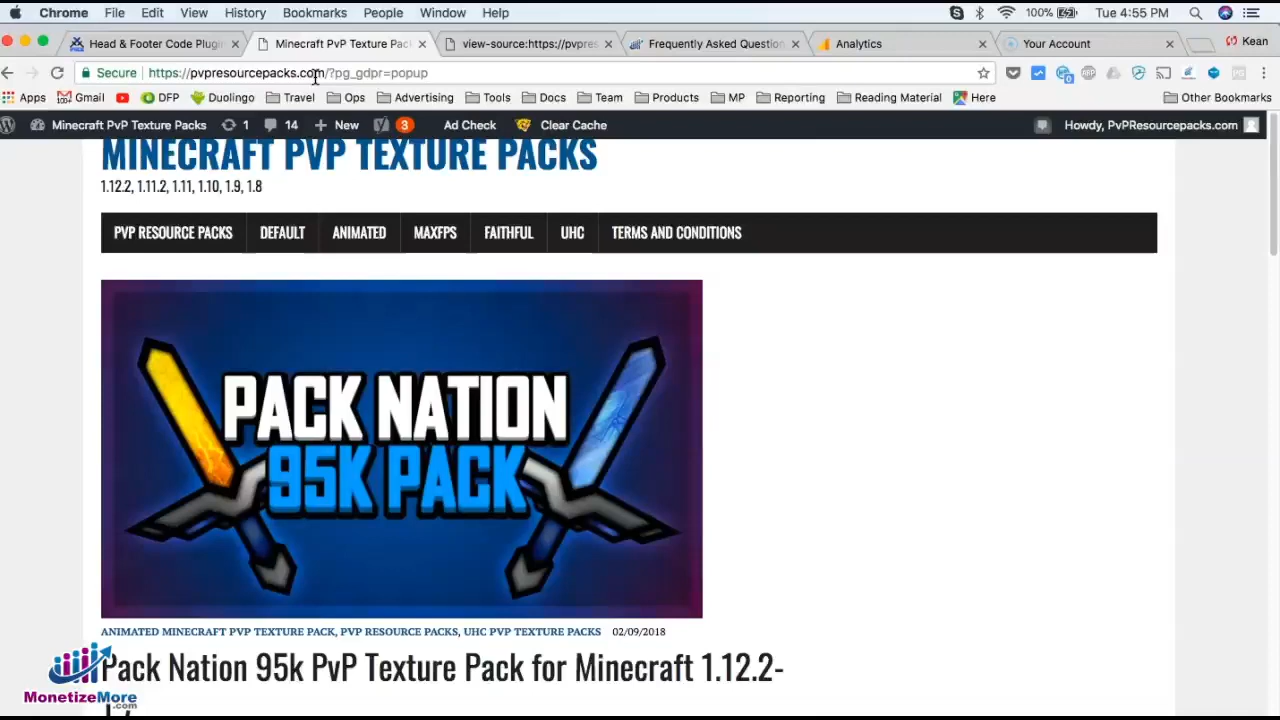 Chrome File Edit View History Bookmarks People Window Help 100% Tue 4:55 PM
Head & Footer Code Plugin Minecraft PvP Texture Pac view-source:https://pvpres Frequently Asked Question Analytics Your Account Kean
Secure https://pvpresourcepacks.com/?pg_gdpr=popup
Apps Gmail DFP Duolingo Travel Ops Advertising Tools Docs Team Products MP Reporting Reading Material Here Other Bookmarks
Minecraft PvP Texture Packs 1 14 New 3 Ad Check Clear Cache Howdy, PvPResourcepacks.com
MINECRAFT PVP TEXTURE PACKS
1.12.2, 1.11.2, 1.11, 1.10, 1.9, 1.8
PVP RESOURCE PACKS DEFAULT ANIMATED MAXFPS FAITHFUL UHC TERMS AND CONDITIONS
PACK NATION
95K PACK
ANIMATED MINECRAFT PVP TEXTURE PACK, PVP RESOURCE PACKS, UHC PVP TEXTURE PACKS 02/09/2018
Pack Nation 95k PvP Texture Pack for Minecraft 1.12.2-
MonetizeMore
.com